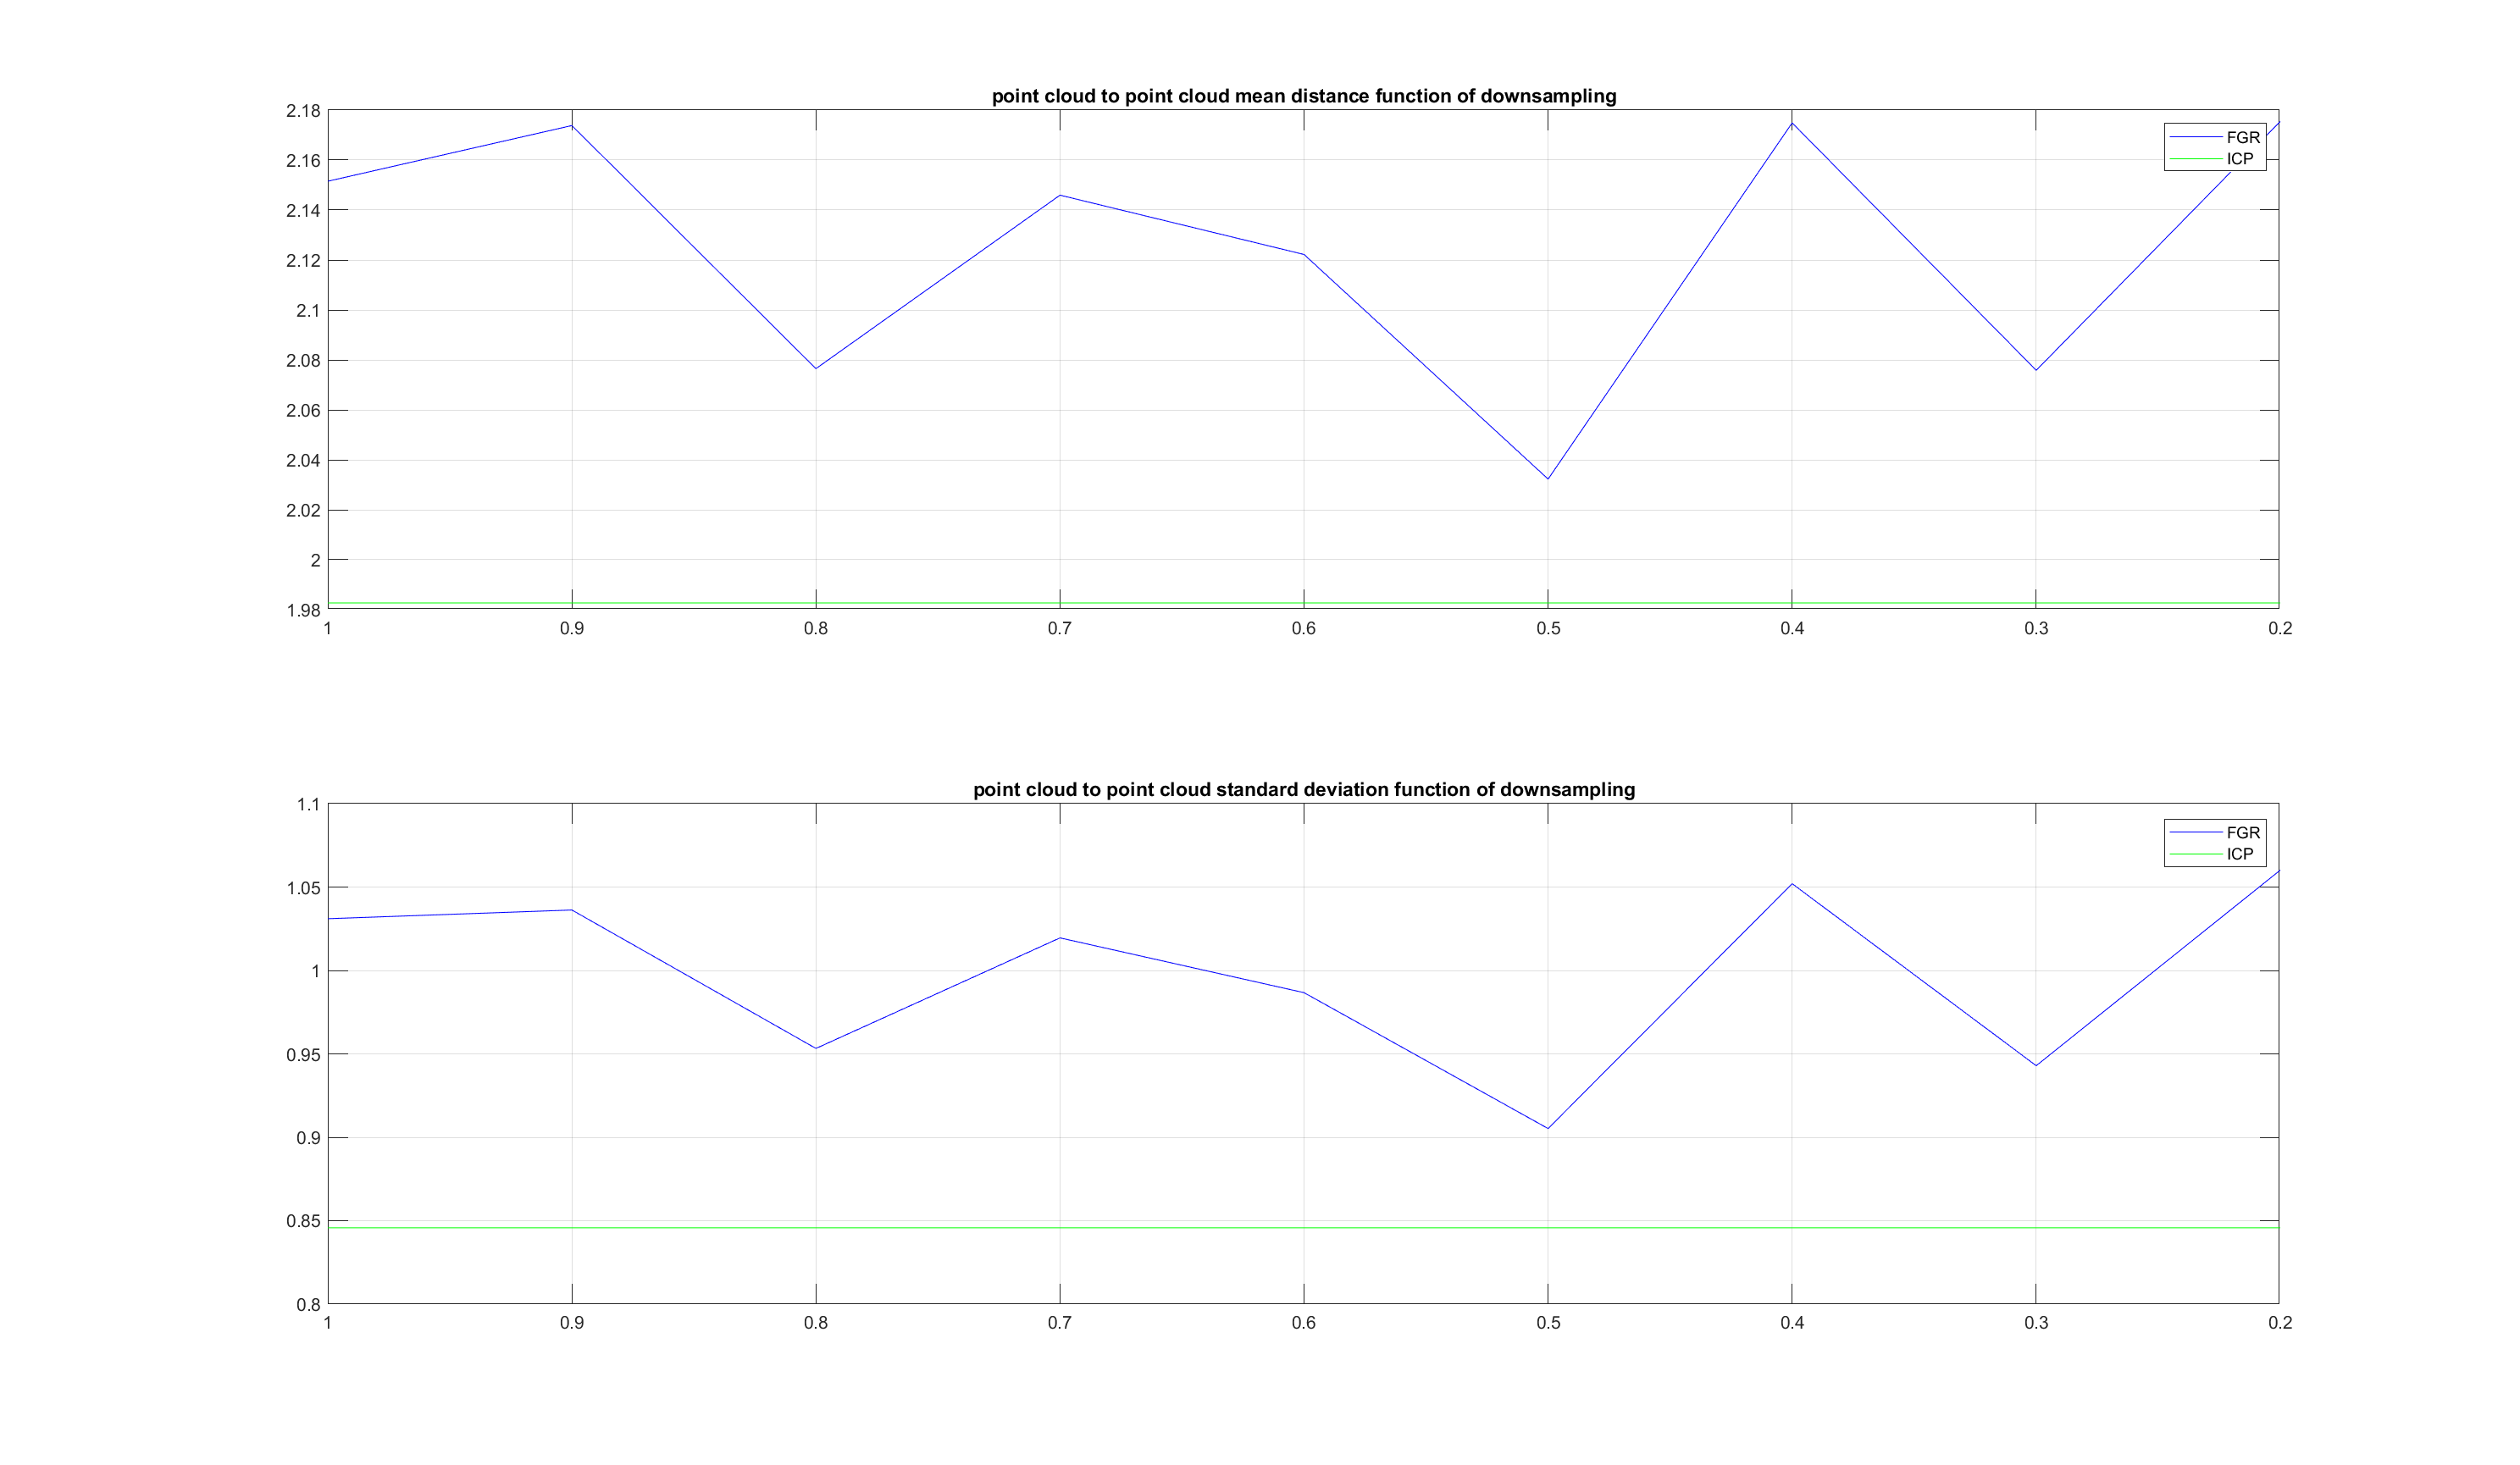 point cloud to point cloud mean distance function of downsampling
2.18
2.16
2.14
2.12
2.1
2.08
2.06
2.04
2.02
2
1.98
1 0.9 0.8 0.7 0.6 0.5 0.4 0.3 0.2
FGR
ICP
point cloud to point cloud standard deviation function of downsampling
1.1
1.05
1
0.95
0.9
0.85
0.8
1 0.9 0.8 0.7 0.6 0.5 0.4 0.3 0.2
FGR
ICP